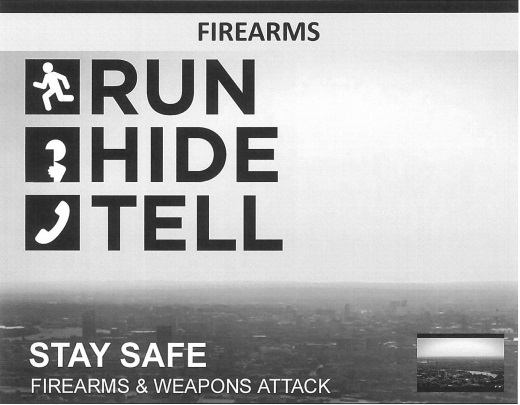 FIREARMS
RUN
HIDE
TELL
STAY SAFE
FIREARMS & WEAPONS ATTACK